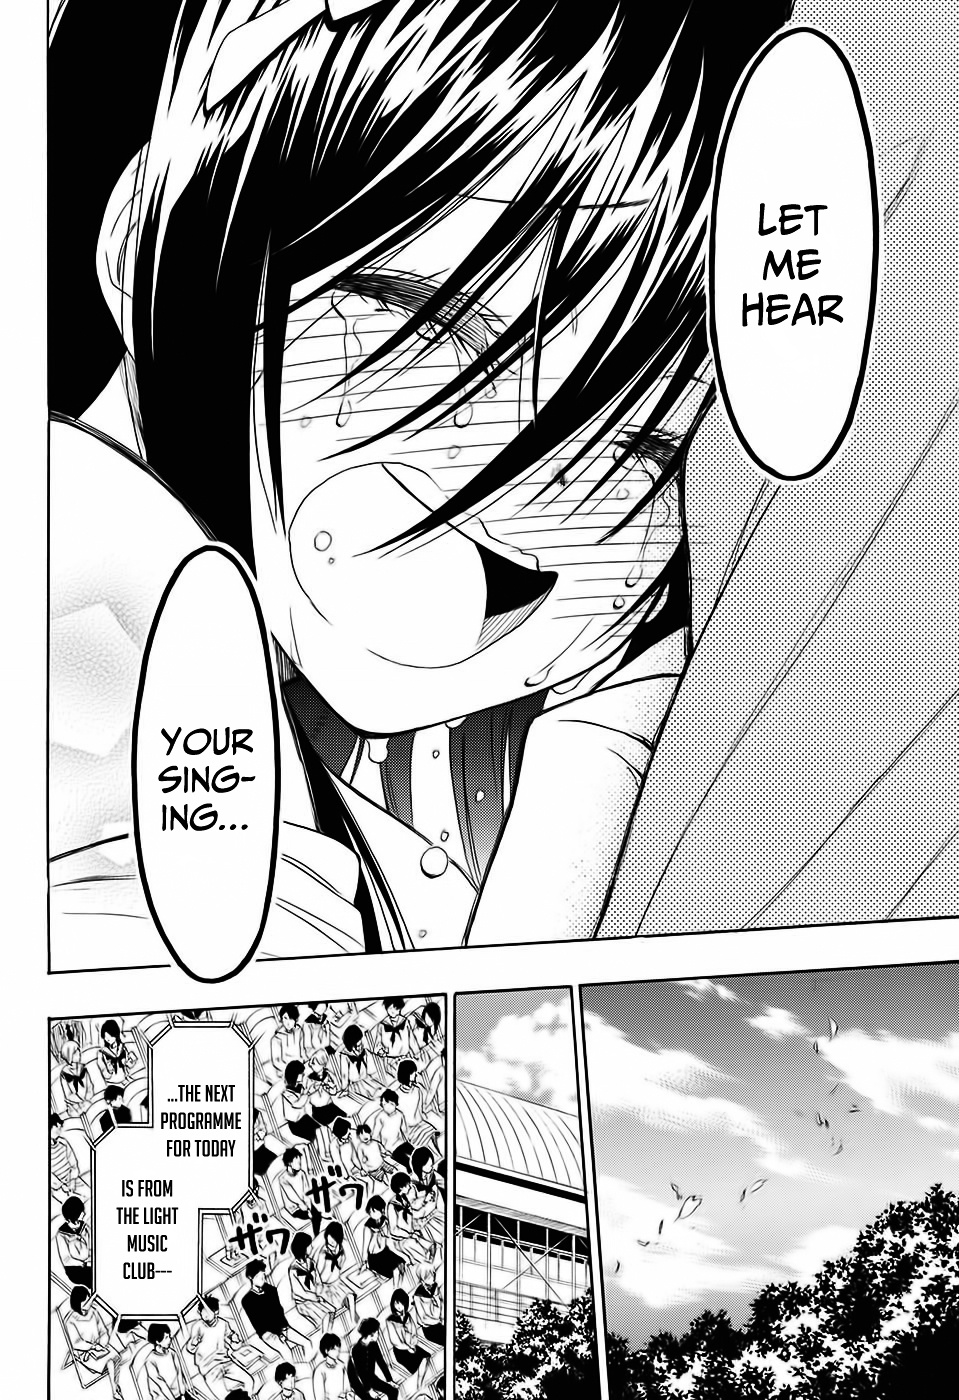 LET
ME
HEAR
YOUR
SING-
ING...
...THE NEXT
PROGRAMME
FOR TODAY
IS FROM
THE LIGHT
MUSIC
CLUB---
ザワ
ザワ